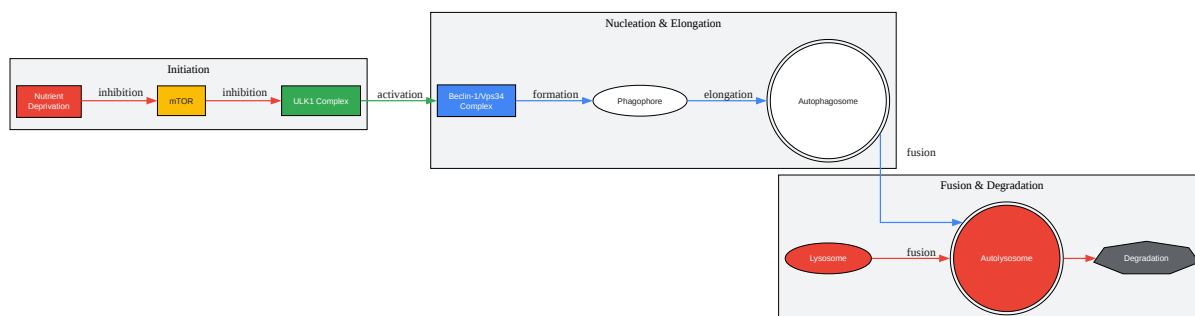 Nucleation & Elongation
Initiation
Nutrient
Deprivation
inhibition
mTOR
inhibition
ULK1 Complex
activation
Beclin-1/Vps34
Complex
formation
Phagophore
elongation
Autophagosome
fusion
Fusion & Degradation
Lysosome
fusion
Autolysosome
Degradation